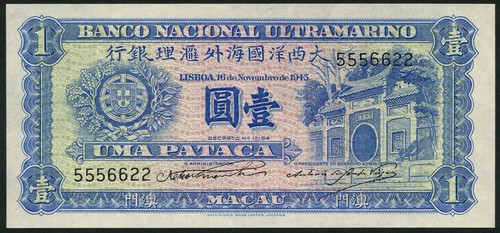 1 BANCO NACIONAL ULTRAMARINO 壹
行銀理滙外海國洋西大 5556622
LISBOA, 16 de Novembro de 1945
圓壹
DECRETO Nº 17154
UMA PATACA
O ADMINISTRADOR
O PRESIDENTE DO CONSELHO ADMIN.
5556622
壹 門澳 MACAU 門澳 1